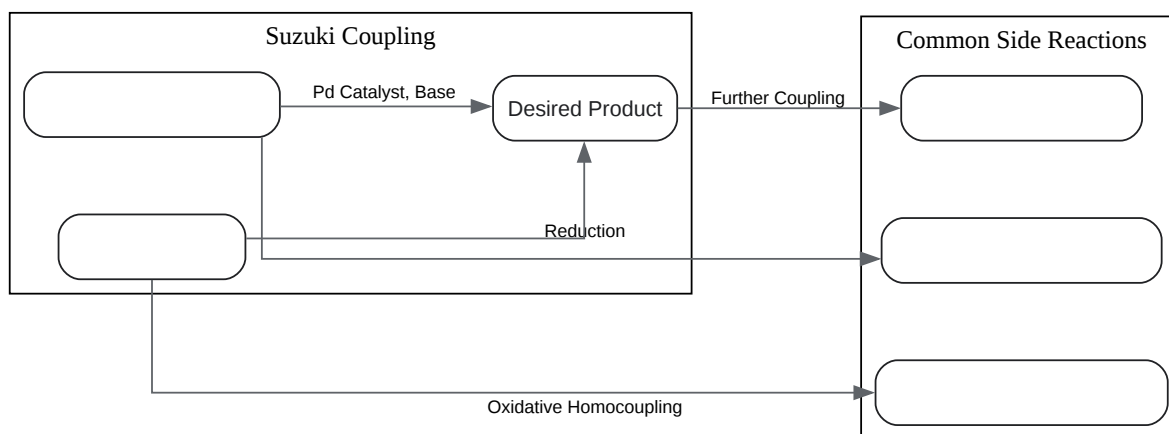 Suzuki Coupling
Common Side Reactions
Pd Catalyst, Base
Desired Product
Further Coupling
Reduction
Oxidative Homocoupling